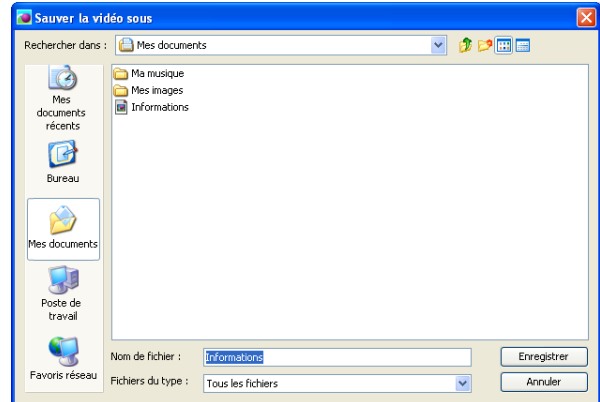 Sauver la vidéo sous
Rechercher dans :
Mes documents
Mes documents récents
Bureau
Mes documents
Poste de travail
Favoris réseau
Ma musique
Mes images
Informations
Nom de fichier :
Informations
Enregistrer
Fichiers du type :
Tous les fichiers
Annuler